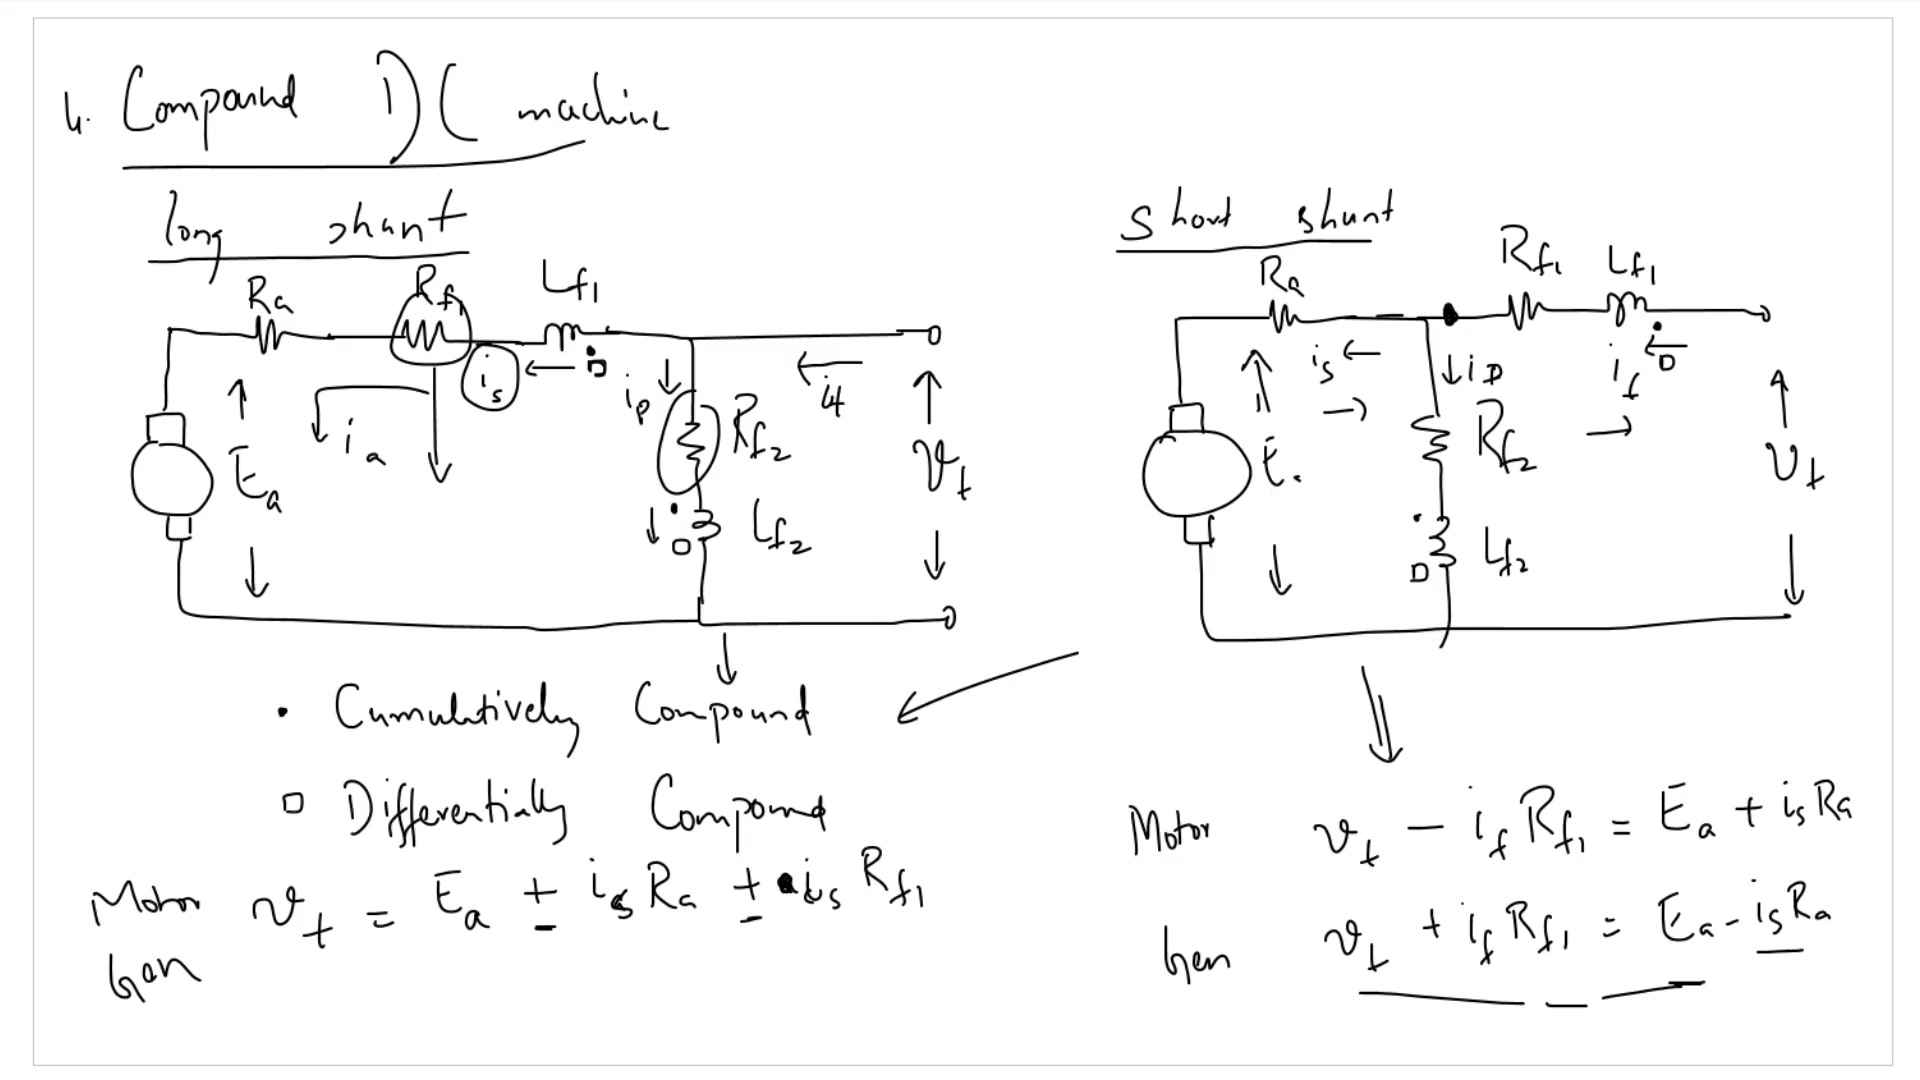 4. Compound DC machine
long shunt
Short shunt
Ra Rf1 Lf1
Ra Rf1 Lf1
is ip it
is iD if
Ea ia Rf2 vt
E. Rf2 vt
Lf2
Lf2
• Cumulatively Compound
□ Differentially Compound
Motor Gen vt = Ea ± is Ra ± is Rf1
Motor vt - if Rf1 = Ea + is Ra
Gen vt + if Rf1 = Ea - is Ra